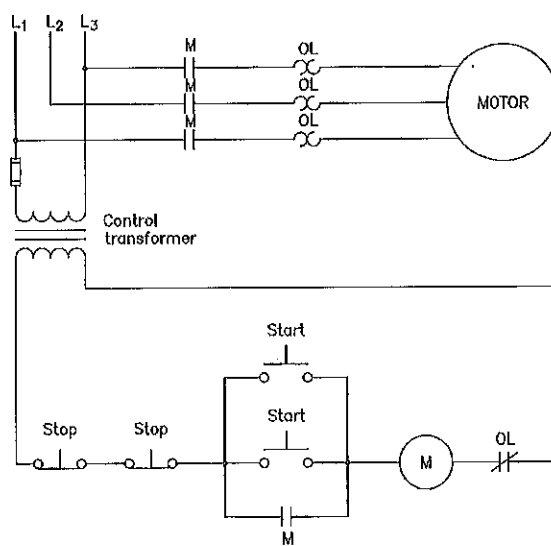 L1 L2 L3
M OL
M OL
MOTOR
M OL
Control
transformer
Start
Start
Stop Stop
OL
M
M